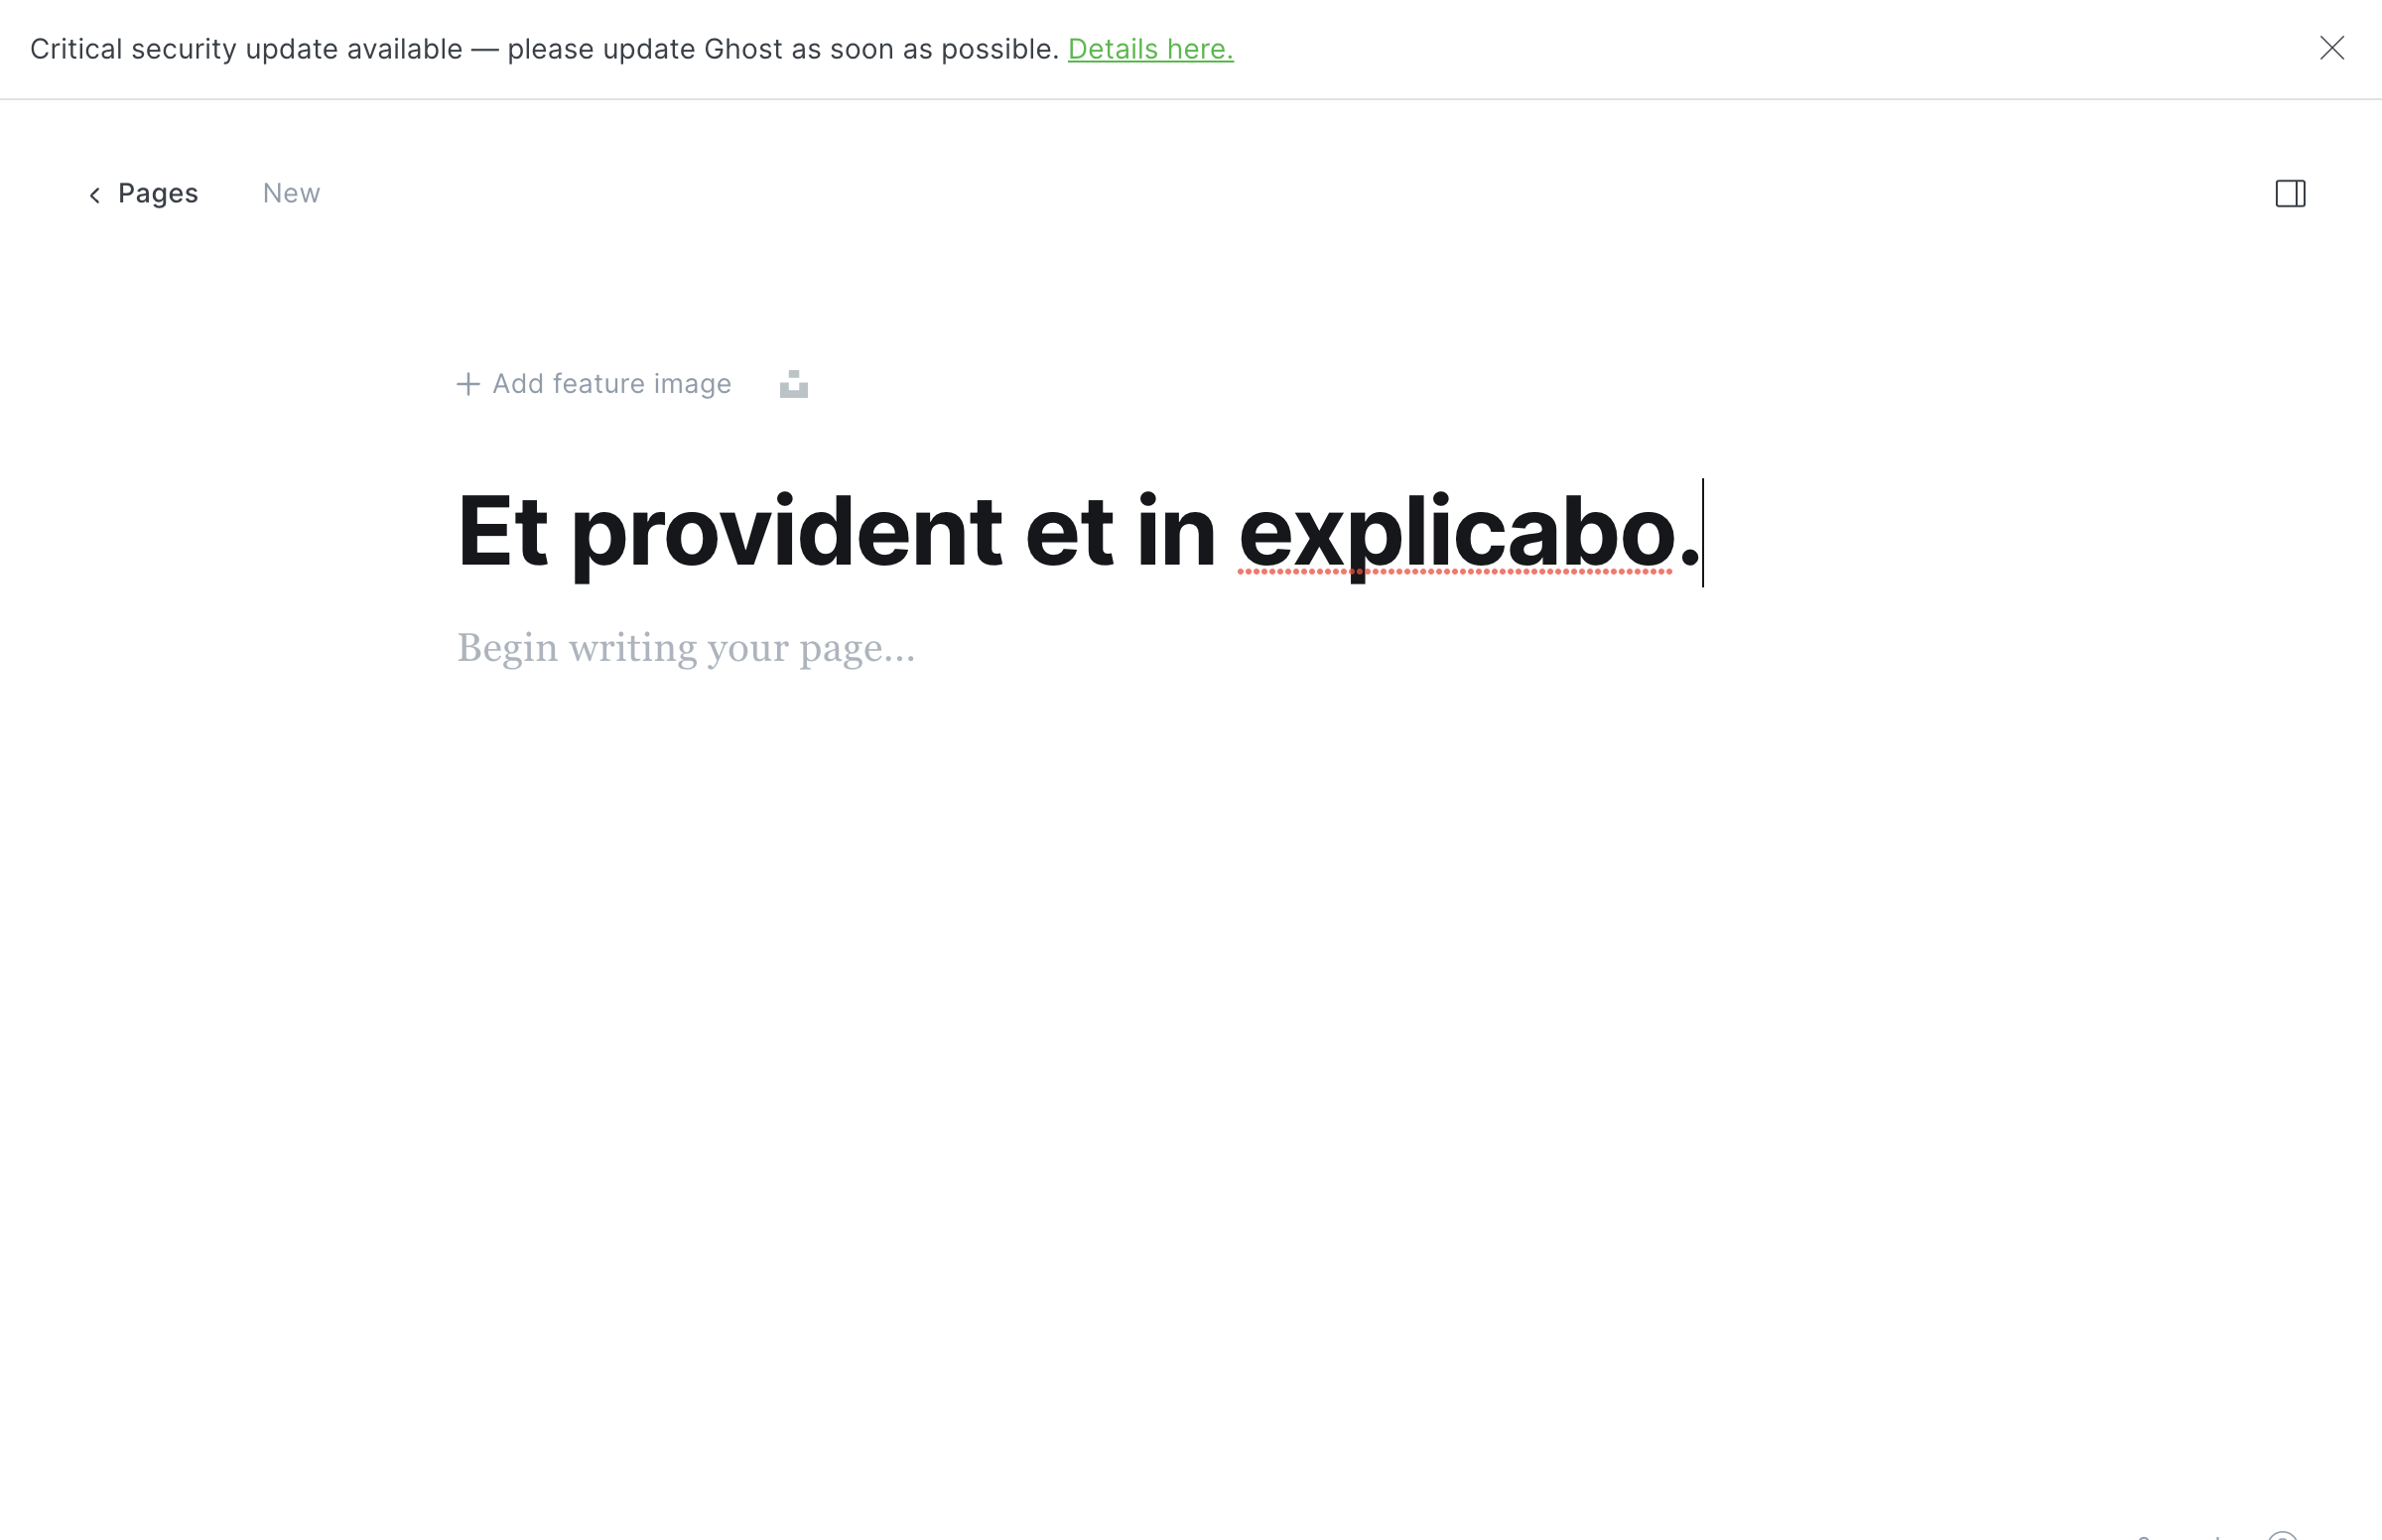 Critical security update available — please update Ghost as soon as possible. Details here.
Pages New
Add feature image
Et provident et in explicabo.
Begin writing your page...